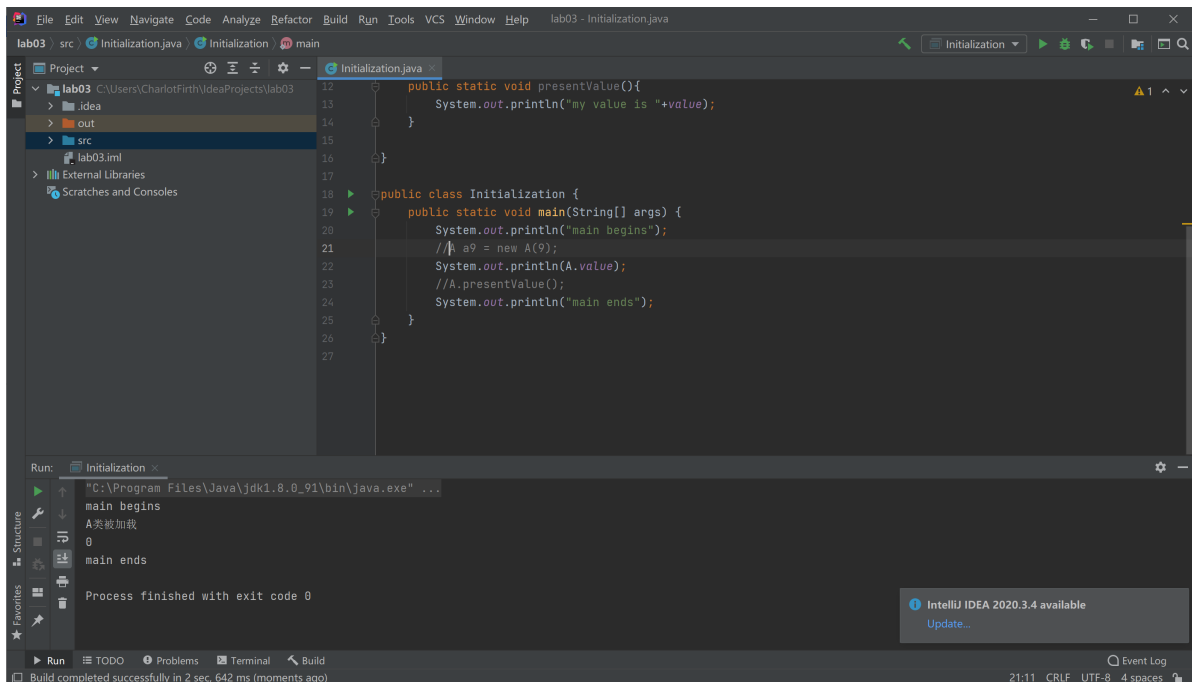 File Edit View Navigate Code Analyze Refactor Build Run Tools VCS Window Help lab03 - Initialization.java
lab03 src Initialization.java Initialization main
Initialization
Project
Project
Initialization.java
lab03 C:\Users\CharlotFirth\IdeaProjects\lab03
.idea
out
src
lab03.iml
External Libraries
Scratches and Consoles
12 public static void presentValue(){
13 System.out.println("my value is "+value);
14 }
15
16 }
17
18 public class Initialization {
19 public static void main(String[] args) {
20 System.out.println("main begins");
21 //A a9 = new A(9);
22 System.out.println(A.value);
23 //A.presentValue();
24 System.out.println("main ends");
25 }
26 }
27
1
Run: Initialization
"C:\Program Files\Java\jdk1.8.0_91\bin\java.exe" ...
main begins
A类被加载
0
main ends
Process finished with exit code 0
Structure
Favorites
IntelliJ IDEA 2020.3.4 available
Update...
Run TODO Problems Terminal Build Event Log
Build completed successfully in 2 sec, 642 ms (moments ago) 21:11 CRLF UTF-8 4 spaces